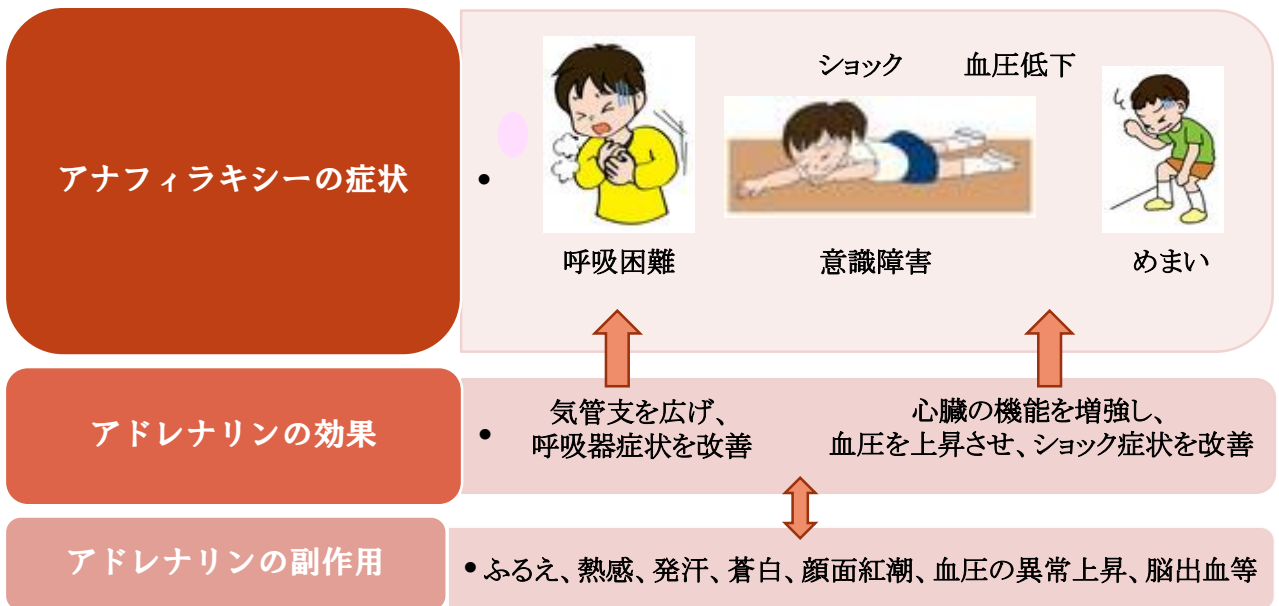 アナフィラキシーの症状
•
ショック 血圧低下
呼吸困難 意識障害 めまい
アドレナリンの効果
• 気管支を広げ、
呼吸器症状を改善
心臓の機能を増強し、
血圧を上昇させ、ショック症状を改善
アドレナリンの副作用
• ふるえ、熱感、発汗、蒼白、顔面紅潮、血圧の異常上昇、脳出血等